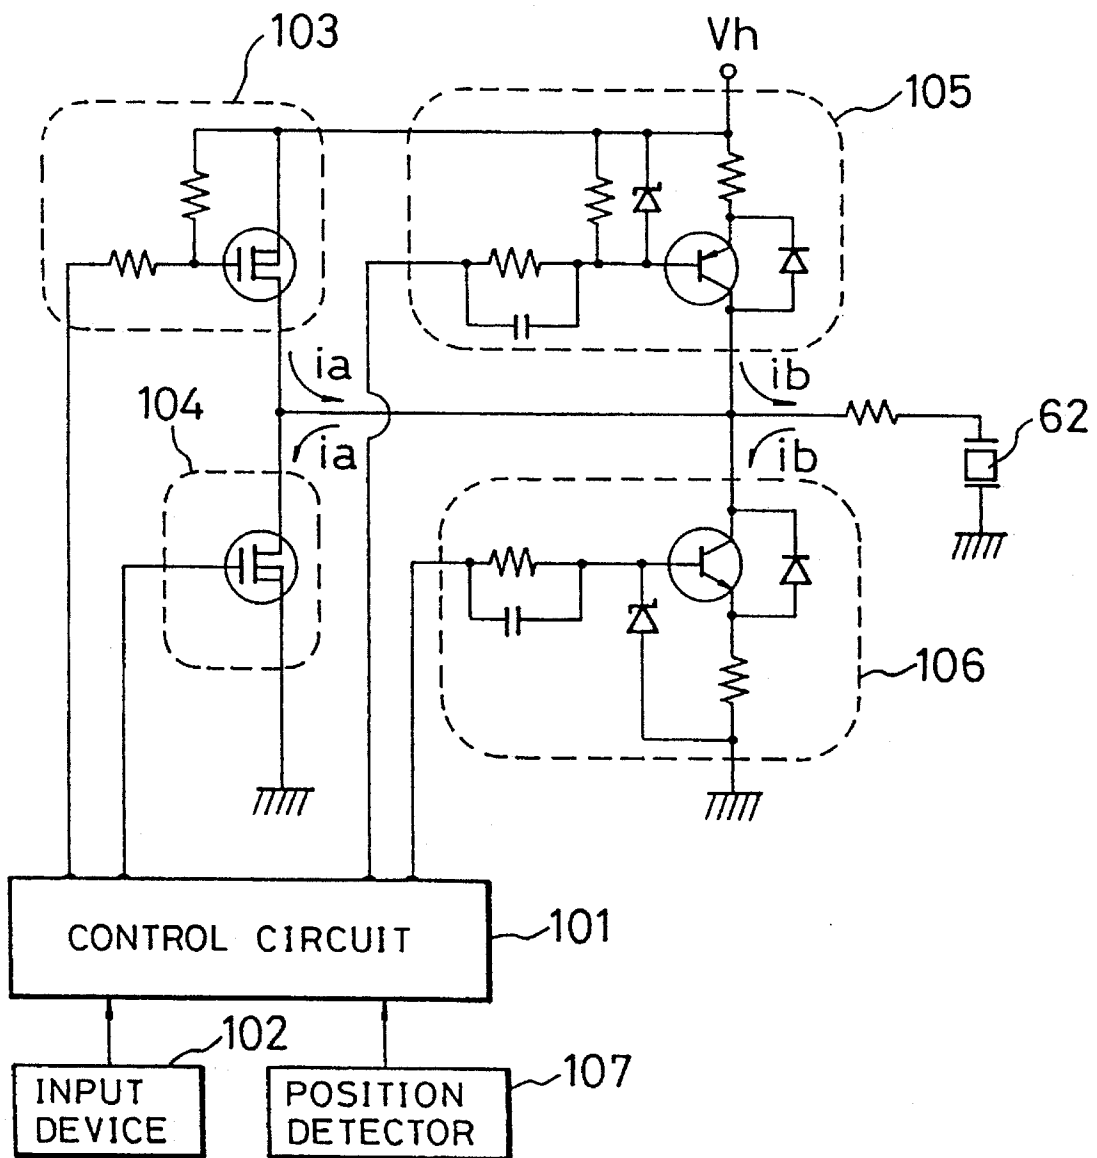 103
Vh
105
ia
ib
104
ia
ib
62
106
CONTROL CIRCUIT
101
102
107
INPUT
DEVICE
POSITION
DETECTOR